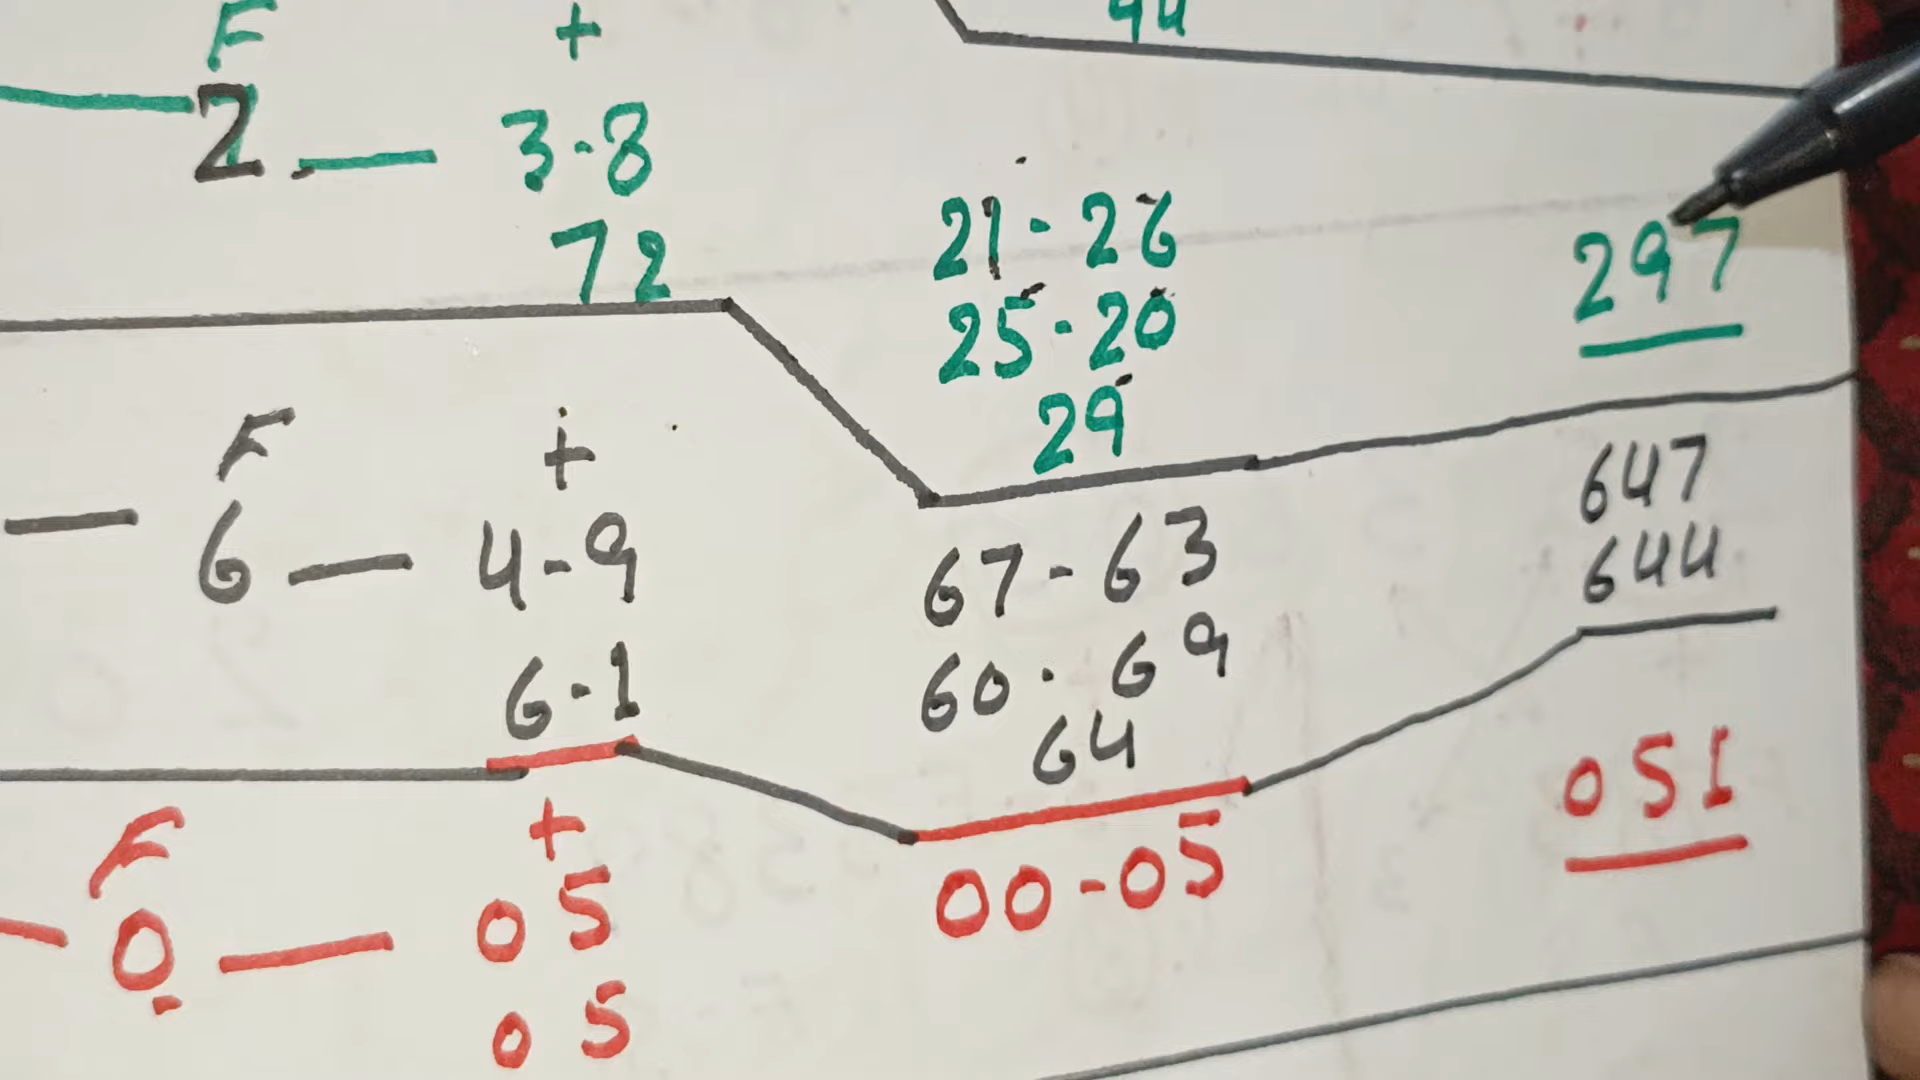 F + 94
2 — 3-8
72
21-26
25-20
29
297
F +
6 — 4-9
6-1
67-63
60-69
64
647
644
F +
0 — 05
05
00-05
051